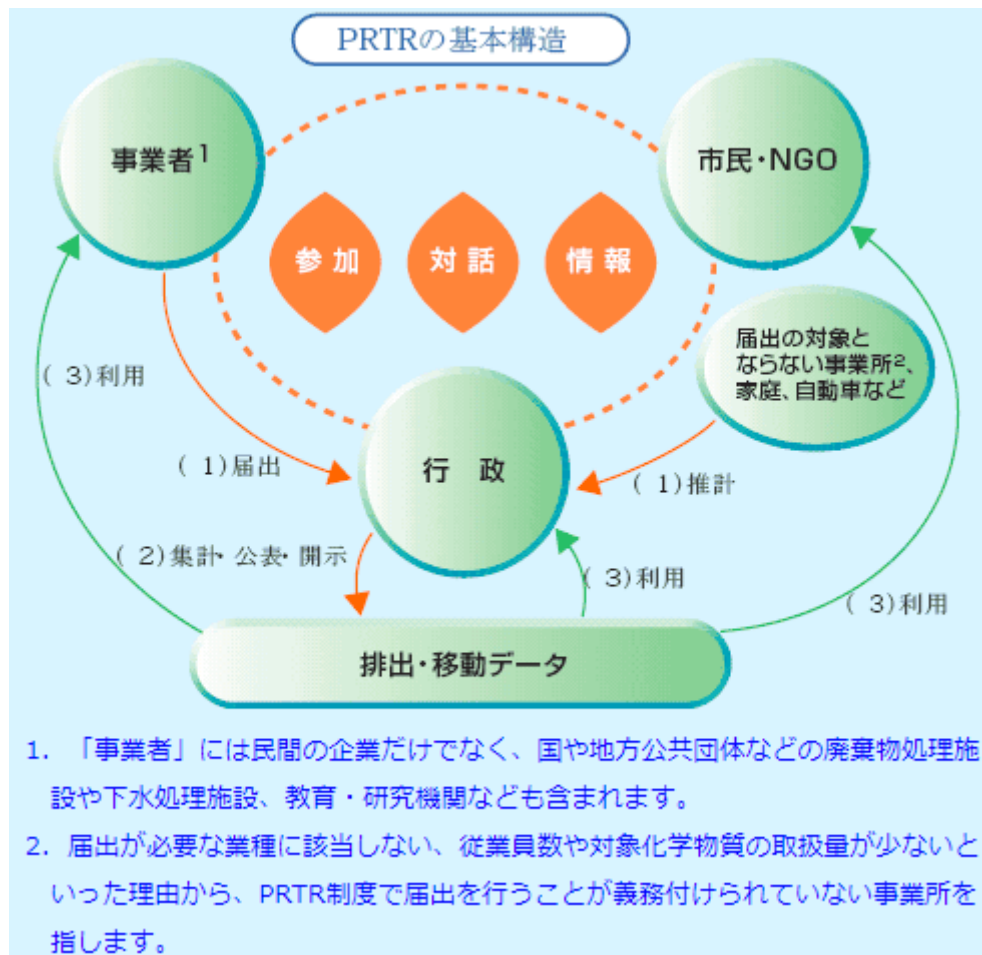 PRTRの基本構造
事業者1
市民・NGO
参加
対話
情報
届出の対象と
ならない事業所2、
家庭、自動車など
( 3)利用
( 1)届出
行 政
( 1)推計
( 2)集計・公表・開示
( 3)利用
( 3)利用
排出・移動データ
1. 「事業者」には民間の企業だけでなく、国や地方公共団体などの廃棄物処理施
設や下水処理施設、教育・研究機関なども含まれます。
2. 届出が必要な業種に該当しない、従業員数や対象化学物質の取扱量が少ないと
いった理由から、PRTR制度で届出を行うことが義務付けられていない事業所を
指します。